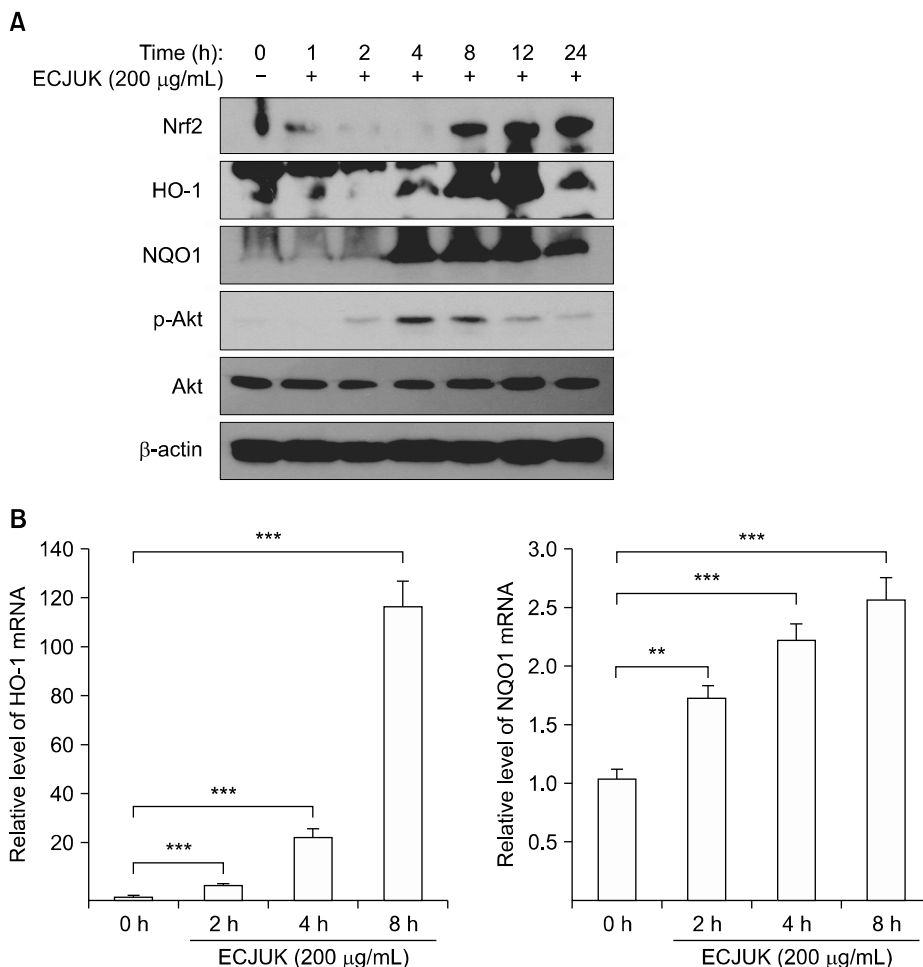 A
Time (h): 0 1 2 4 8 12 24
ECJUK (200 μg/mL) – + + + + + +
Nrf2
HO-1
NQO1
p-Akt
Akt
β-actin
B
Relative level of HO-1 mRNA
140
120
100
80
60
40
20
***
***
***
0 h 2 h 4 h 8 h
ECJUK (200 μg/mL)
Relative level of NQO1 mRNA
3.0
2.5
2.0
1.5
1.0
0.5
***
***
**
0 h 2 h 4 h 8 h
ECJUK (200 μg/mL)